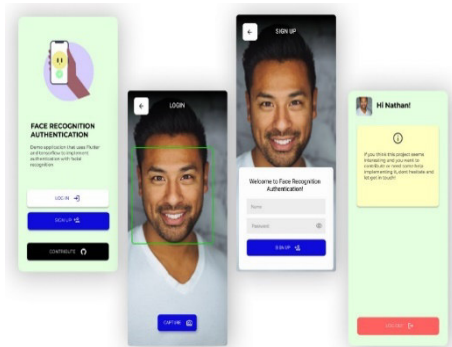 FACE RECOGNITION
AUTHENTICATION
Demo application that uses Flutter
and tensorflow to implement
authentication with facial
recognition
LOG IN
SIGN UP
CONTRIBUTE
LOGIN
CAPTURE
SIGN UP
Welcome to Face Recognition
Authentication!
Name
Password
SIGN UP
Hi Nathan!
If you think this project seems
interesting and you want to
contribute or need some help
implementing it, dont hesitate and
let get in touch!